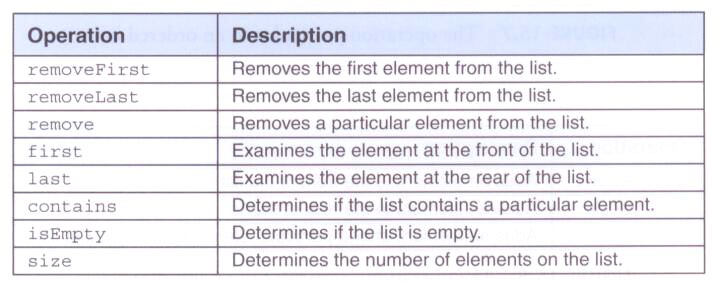 Operation Description
removeFirst Removes the first element from the list.
removeLast Removes the last element from the list.
remove Removes a particular element from the list.
first Examines the element at the front of the list.
last Examines the element at the rear of the list.
contains Determines if the list contains a particular element.
isEmpty Determines if the list is empty.
size Determines the number of elements on the list.